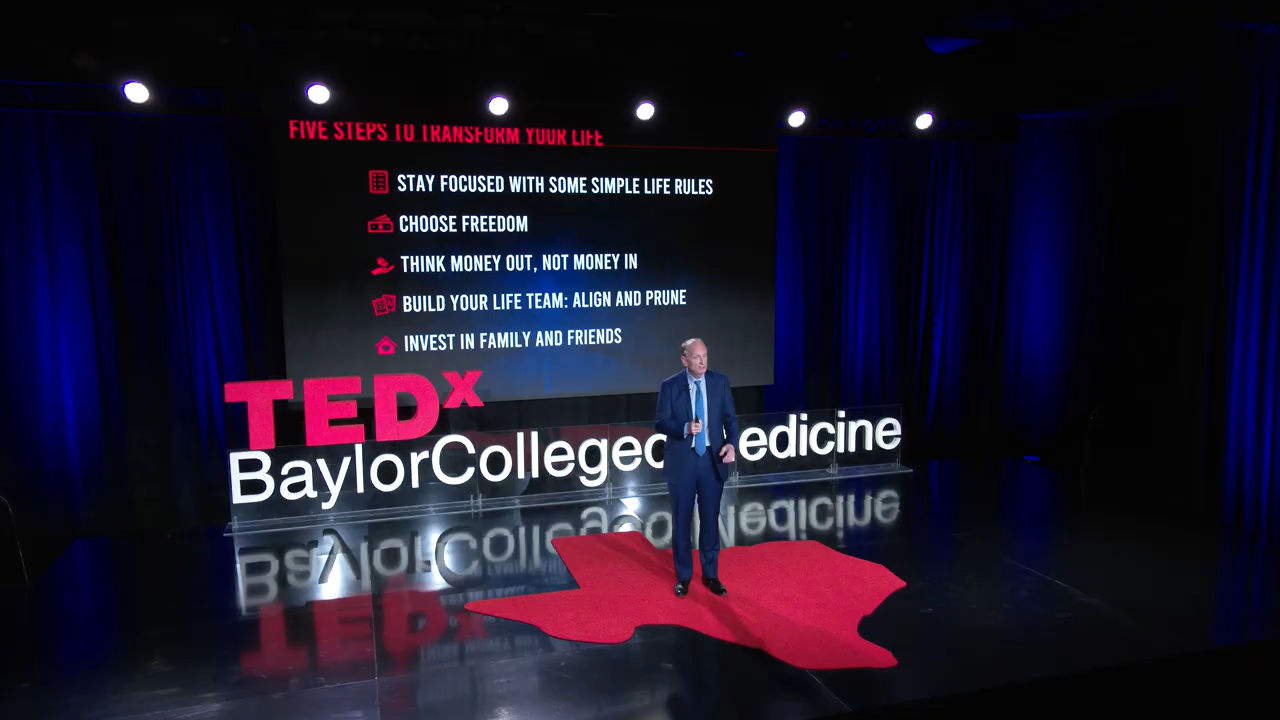 FIVE STEPS TO TRANSFORM YOUR LIFE
STAY FOCUSED WITH SOME SIMPLE LIFE RULES
CHOOSE FREEDOM
THINK MONEY OUT, NOT MONEY IN
BUILD YOUR LIFE TEAM: ALIGN AND PRUNE
INVEST IN FAMILY AND FRIENDS
TEDx
BaylorCollegeo edicine